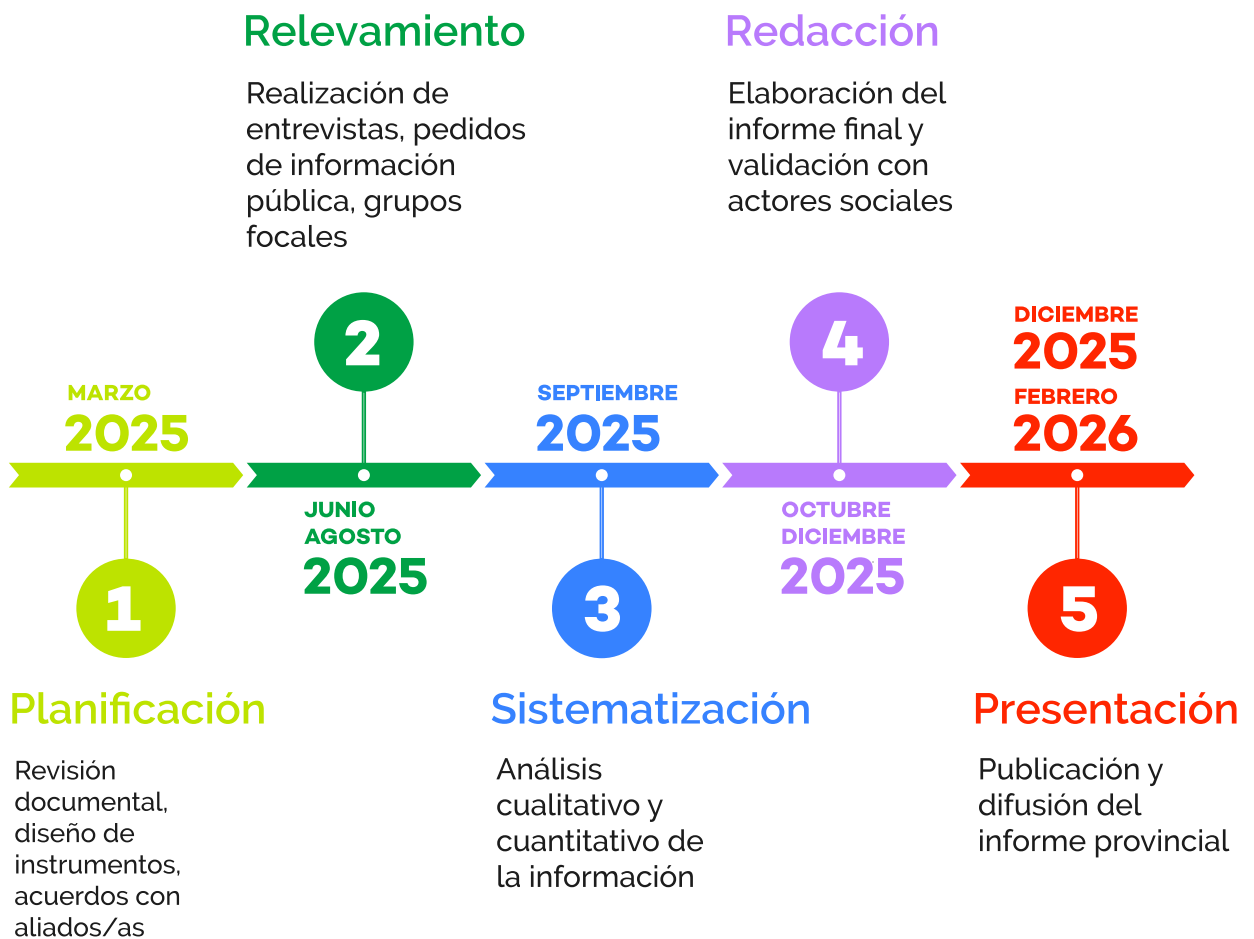 Relevamiento
Realización de
entrevistas, pedidos
de información
pública, grupos
focales
Redacción
Elaboración del
informe final y
validación con
actores sociales
MARZO
2025
1
Planificación
Revisión
documental,
diseño de
instrumentos,
acuerdos con
aliados/as
2
JUNIO
AGOSTO
2025
SEPTIEMBRE
2025
3
Sistematización
Análisis
cualitativo y
cuantitativo de
la información
4
OCTUBRE
DICIEMBRE
2025
DICIEMBRE
2025
FEBRERO
2026
5
Presentación
Publicación y
difusión del
informe provincial